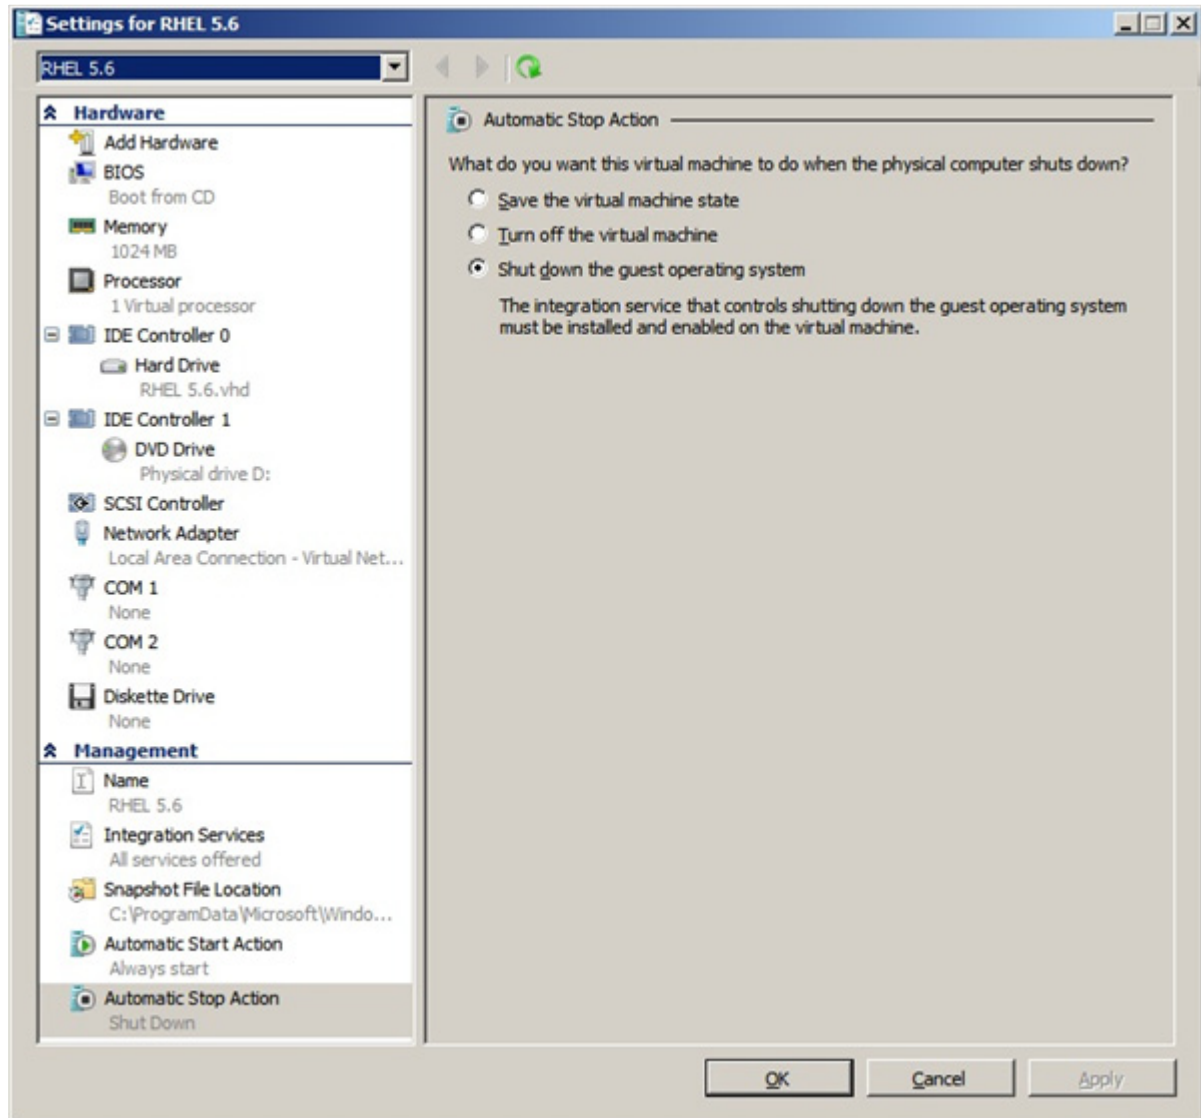 Settings for RHEL 5.6
RHEL 5.6
Hardware
Add Hardware
BIOS
Boot from CD
Memory
1024 MB
Processor
1 Virtual processor
IDE Controller 0
Hard Drive
RHEL 5.6.vhd
IDE Controller 1
DVD Drive
Physical drive D:
SCSI Controller
Network Adapter
Local Area Connection - Virtual Net...
COM 1
None
COM 2
None
Diskette Drive
None
Management
Name
RHEL 5.6
Integration Services
All services offered
Snapshot File Location
C:\ProgramData\Microsoft\Windo...
Automatic Start Action
Always start
Automatic Stop Action
Shut Down
Automatic Stop Action
What do you want this virtual machine to do when the physical computer shuts down?
Save the virtual machine state
Turn off the virtual machine
Shut down the guest operating system
The integration service that controls shutting down the guest operating system
must be installed and enabled on the virtual machine.
OK
Cancel
Apply